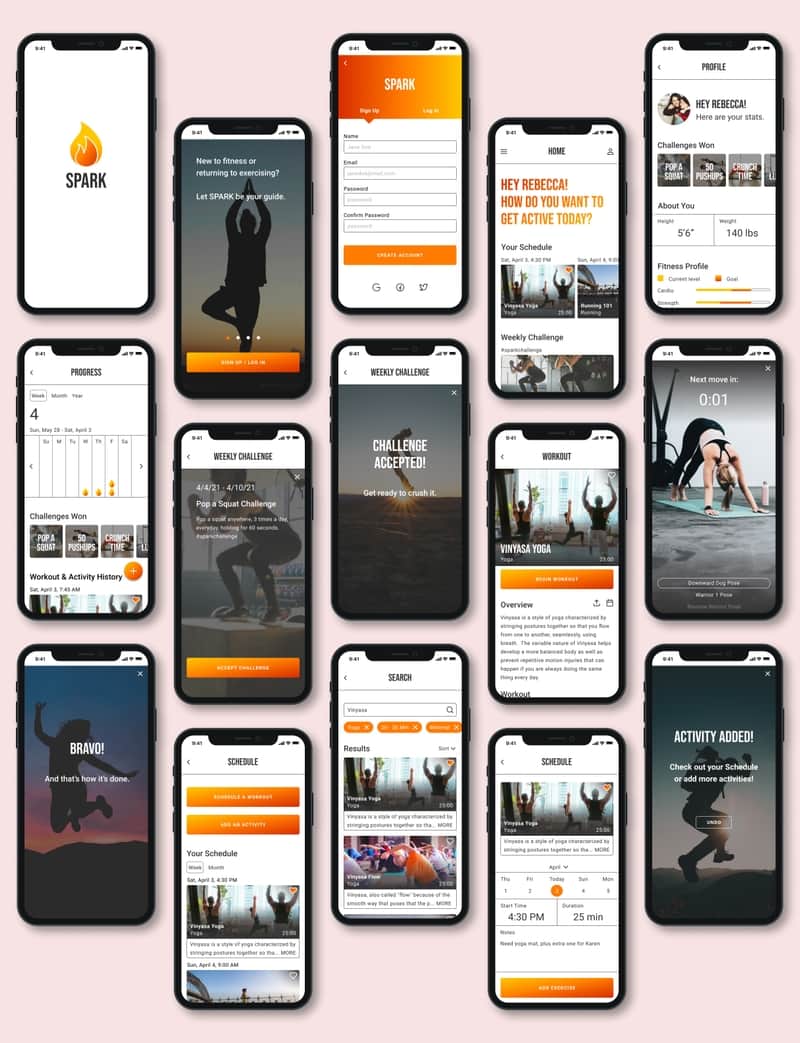 9:41
SPARK
9:41
New to fitness or
returning to exercising?
Let SPARK be your guide.
SIGN UP / LOG IN
9:41
SPARK
Sign Up
Log In
Name
Jane Doe
Email
Password
password
Confirm Password
password
CREATE ACCOUNT
9:41
HOME
HEY REBECCA!
HOW DO YOU WANT TO
GET ACTIVE TODAY?
Your Schedule
Sat, April 3, 4:30 PM
Sun, April 4, 9:00
Vinyasa Yoga
Yoga
25:00
Running 101
Running
Weekly Challenge
#sparkchallenge
9:41
PROFILE
HEY REBECCA!
Here are your stats.
Challenges Won
POP A
SQUAT
50
PUSHUPS
CRUNCH
TIME
About You
Height
5'6"
Weight
140 lbs
Fitness Profile
Current level
Goal
Cardio
Strength
9:41
PROGRESS
Week
Month
Year
4
Sun, May 28 - Sat, April 3
Su
M
Tu
W
Th
F
Sa
Challenges Won
POP A
SQUAT
50
PUSHUPS
CRUNCH
TIME
Workout & Activity History
Sat, April 3, 7:45 AM
9:41
WEEKLY CHALLENGE
4/4/21 - 4/10/21
Pop a Squat Challenge
Pop a squat anywhere, 3 times a day,
everyday, holding for 60 seconds.
#sparkchallenge
ACCEPT CHALLENGE
9:41
WEEKLY CHALLENGE
CHALLENGE
ACCEPTED!
Get ready to crush it.
9:41
WORKOUT
VINYASA YOGA
Yoga
25:00
BEGIN WORKOUT
Overview
Vinyasa is a style of yoga characterized by
stringing postures together so that you flow
from one to another, seamlessly, using
breath. The variable nature of Vinyasa helps
develop a more balanced body as well as
prevent repetitive motion injuries that can
happen if you are always doing the same
thing every day.
Workout
9:41
Next move in:
0:01
Downward Dog Pose
Warrior 1 Pose
9:41
BRAVO!
And that's how it's done.
9:41
SCHEDULE
SCHEDULE A WORKOUT
ADD AN ACTIVITY
Your Schedule
Week
Month
Sat, April 3, 4:30 PM
Vinyasa Yoga
Yoga
25:00
Vinyasa is a style of yoga characterized by
stringing postures together so tha... MORE
Sun, April 4, 9:00 AM
9:41
SEARCH
Vinyasa
Yoga
20 - 25 Min
Results
Sort
Vinyasa Yoga
Yoga
25:00
Vinyasa is a style of yoga characterized by
stringing postures together so tha... MORE
Vinyasa Flow
Yoga
25:00
Vinyasa, also called "flow" because of the
smooth way that poses that the p... MORE
9:41
SCHEDULE
Vinyasa Yoga
Yoga
25:00
Vinyasa is a style of yoga characterized by
stringing postures together so tha... MORE
April
Thu
Fri
Today
Sun
Mon
1
2
3
4
5
Start Time
4:30 PM
Duration
25 min
Notes
Need yoga mat, plus extra one for Karen
ADD EXERCISE
9:41
ACTIVITY ADDED!
Check out your Schedule
or add more activities!
UNDO